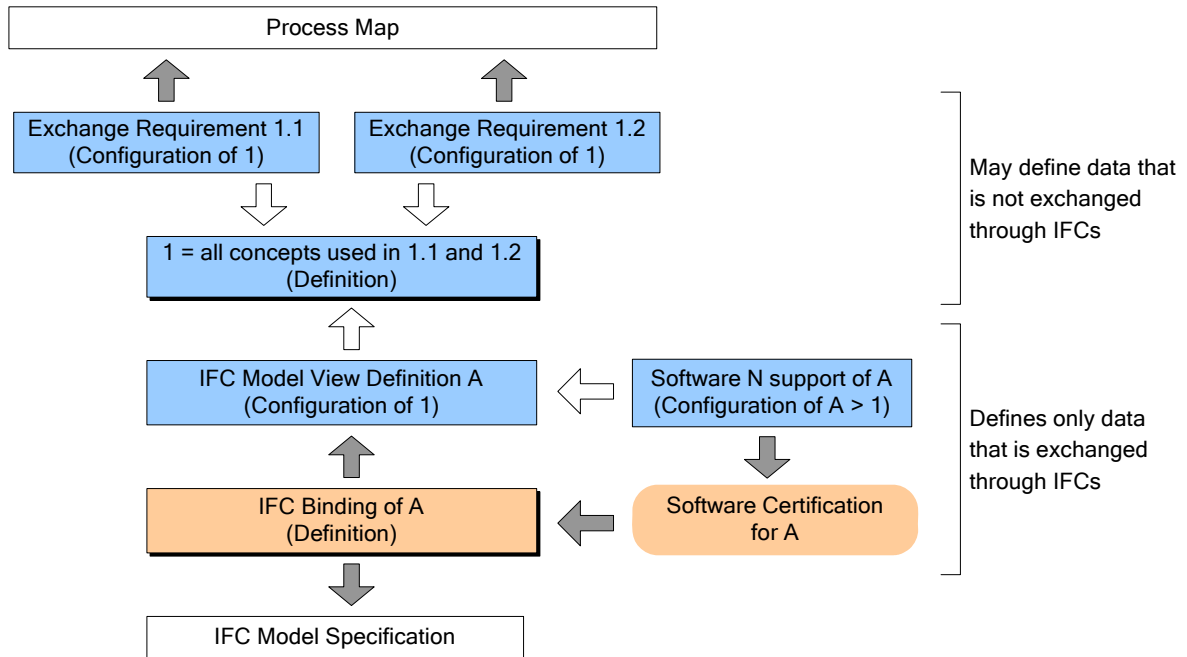 Process Map
Exchange Requirement 1.1
(Configuration of 1)
Exchange Requirement 1.2
(Configuration of 1)
May define data that
is not exchanged
through IFCs
1 = all concepts used in 1.1 and 1.2
(Definition)
IFC Model View Definition A
(Configuration of 1)
Software N support of A
(Configuration of A > 1)
Defines only data
that is exchanged
through IFCs
IFC Binding of A
(Definition)
Software Certification
for A
IFC Model Specification